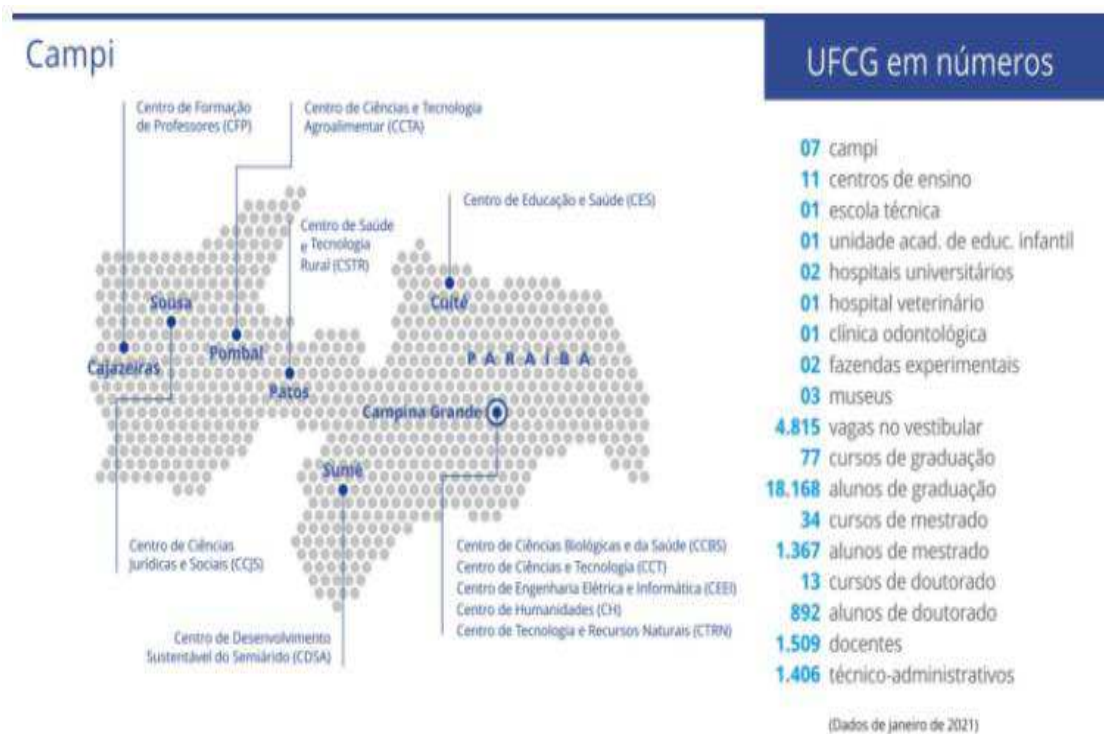 Campi
Centro de Formação
de Professores (CFP)
Centro de Ciências e Tecnologia
Agroalimentar (CCTA)
Centro de Saúde
e Tecnologia
Rural (CSTR)
Centro de Educação e Saúde (CES)
Sousa
Cuité
Cajazeiras
Pombal
PARAÍBA
Patos
Campina Grande
Sumé
Centro de Ciências
Jurídicas e Sociais (CCJS)
Centro de Desenvolvimento
Sustentável do Semiárido (CDSA)
Centro de Ciências Biológicas e da Saúde (CCBS)
Centro de Ciências e Tecnologia (CCT)
Centro de Engenharia Elétrica e Informática (CEEI)
Centro de Humanidades (CH)
Centro de Tecnologia e Recursos Naturais (CTRN)
UFCG em números
07 campi
11 centros de ensino
01 escola técnica
01 unidade acad. de educ. infantil
02 hospitais universitários
01 hospital veterinário
01 clínica odontológica
02 fazendas experimentais
03 museus
4.815 vagas no vestibular
77 cursos de graduação
18.168 alunos de graduação
34 cursos de mestrado
1.367 alunos de mestrado
13 cursos de doutorado
892 alunos de doutorado
1.509 docentes
1.406 técnico-administrativos
(Dados de janeiro de 2021)